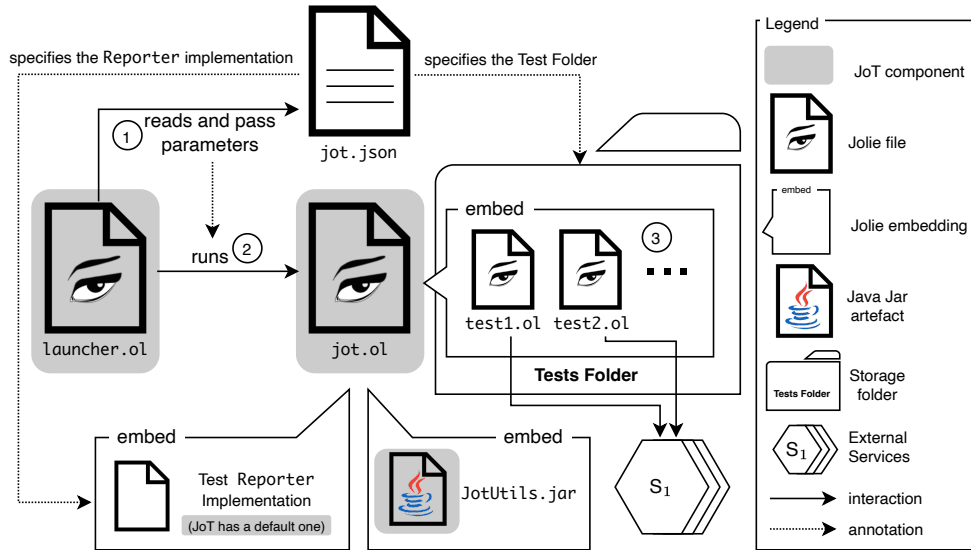 specifies the Reporter implementation
specifies the Test Folder
1
reads and pass
parameters
jot.json
runs
2
launcher.ol
jot.ol
embed
3
test1.ol
test2.ol
Tests Folder
embed
Test Reporter
Implementation
(JoT has a default one)
embed
JotUtils.jar
S1
Legend
JoT component
Jolie file
embed
Jolie embedding
Java Jar
artefact
Tests Folder
Storage
folder
S1
External
Services
interaction
annotation